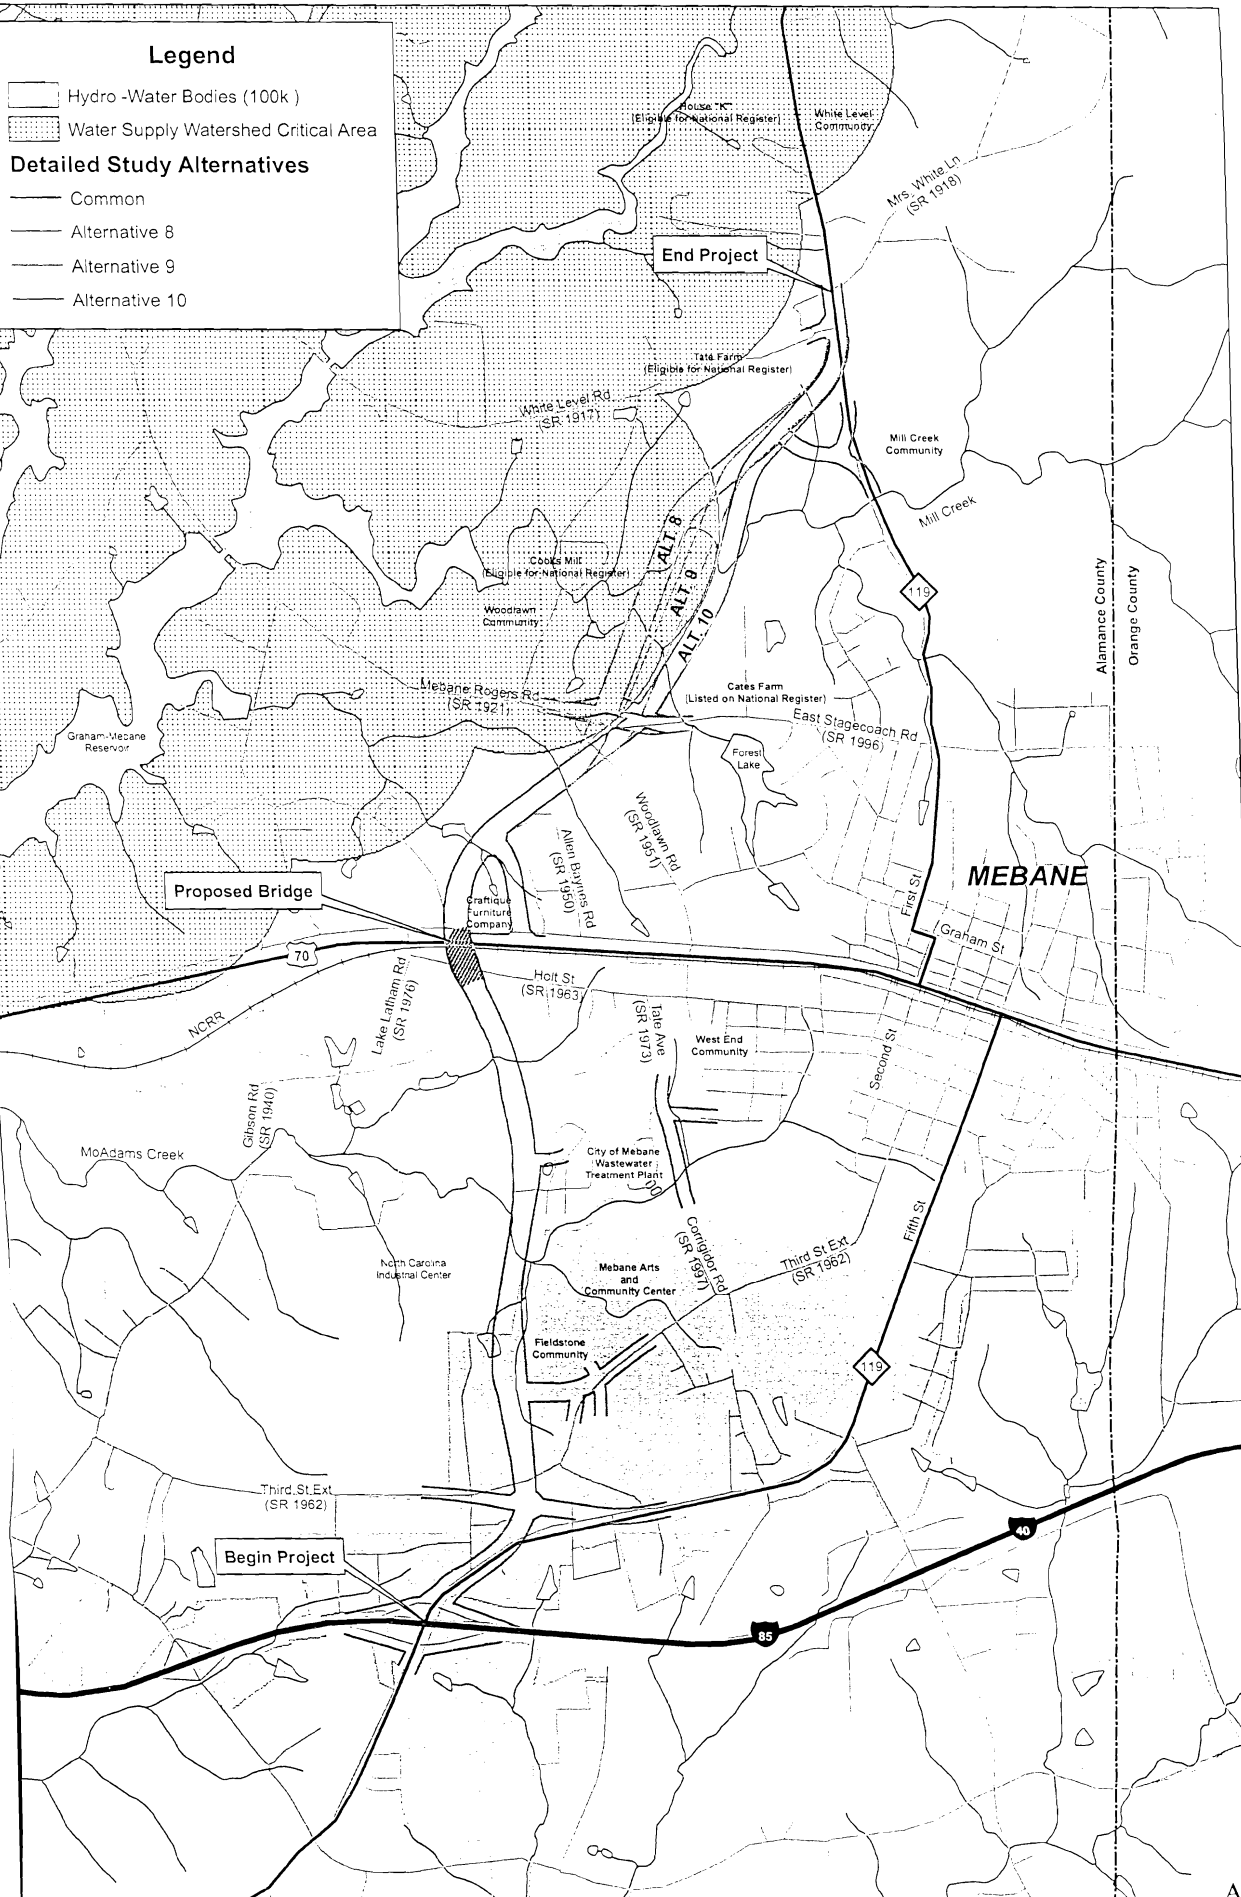 Legend
Hydro -Water Bodies (100k )
Water Supply Watershed Critical Area
Detailed Study Alternatives
Common
Alternative 8
Alternative 9
Alternative 10
House "K"
(Eligible for National Register)
White Level
Community
Mrs. White Ln
(SR 1918)
End Project
Tate Farm
(Eligible for National Register)
White Level Rd
(SR 1917)
Mill Creek
Community
Mill Creek
ALT. 8
ALT. 9
ALT. 10
Cooks Mill
(Eligible for National Register)
Woodlawn
Community
119
Alamance County
Orange County
Mebane Rogers Rd
(SR 1921)
Cates Farm
(Listed on National Register)
East Stagecoach Rd
(SR 1996)
Graham-Mebane
Reservoir
Forest
Lake
Woodlawn Rd
(SR 1951)
Allen Baynes Rd
(SR 1950)
MEBANE
Proposed Bridge
Craftique
Furniture
Company
First St
Graham St
70
NCRR
Lake Latham Rd
(SR 1976)
Holt St
(SR 1963)
Tate Ave
(SR 1973)
West End
Community
Second St
Gibson Rd
(SR 1940)
MoAdams Creek
City of Mebane
Wastewater
Treatment Plant
Corrigidor Rd
(SR 1997)
Third St Ext
(SR 1962)
Fifth St
North Carolina
Industrial Center
Mebane Arts
and
Community Center
Fieldstone
Community
119
Third St Ext
(SR 1962)
Begin Project
40
85
A